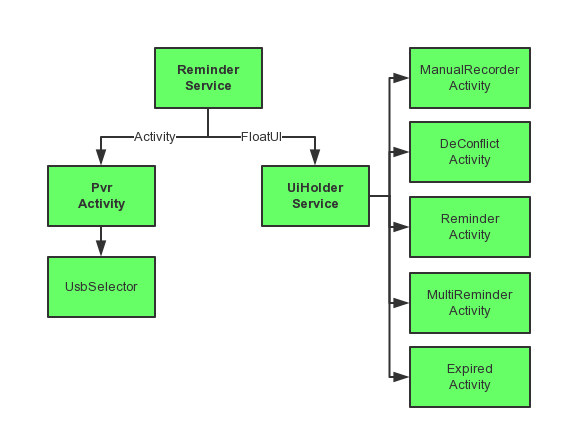 Reminder
Service
Activity
FloatUI
Pvr
Activity
UsbSelector
UiHolder
Service
ManualRecorder
Activity
DeConflict
Activity
Reminder
Activity
MultiReminder
Activity
Expired
Activity